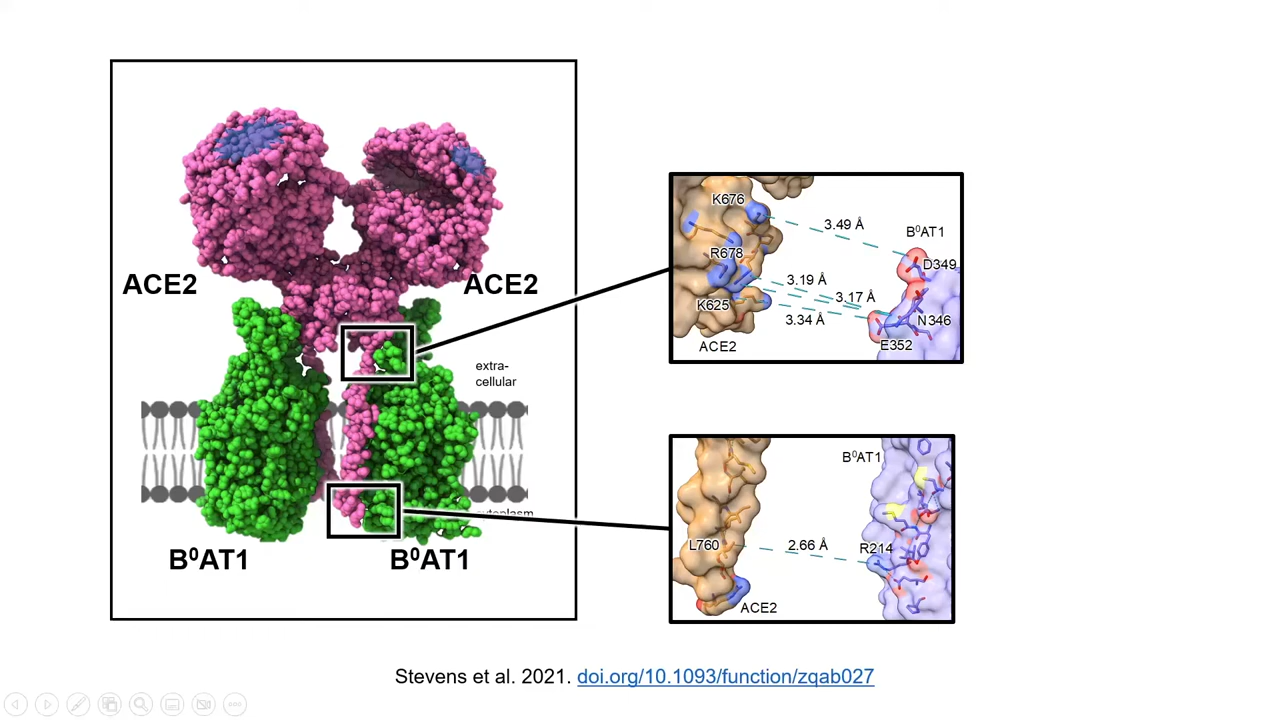 ACE2
ACE2
extra-
cellular
cytoplasm
B⁰AT1
B⁰AT1
K676
3.49 Å
B⁰AT1
D349
R678
3.19 Å
3.17 Å
K625
3.34 Å
N346
E352
ACE2
B⁰AT1
L760
2.66 Å
R214
ACE2
Stevens et al. 2021. doi.org/10.1093/function/zqab027